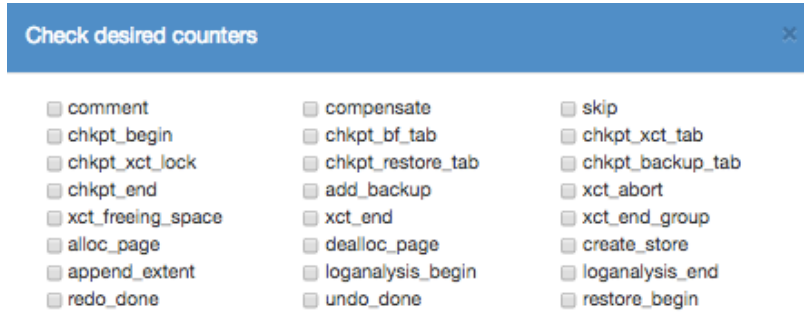 Check desired counters ×
comment compensate skip
chkpt_begin chkpt_bf_tab chkpt_xct_tab
chkpt_xct_lock chkpt_restore_tab chkpt_backup_tab
chkpt_end add_backup xct_abort
xct_freeing_space xct_end xct_end_group
alloc_page dealloc_page create_store
append_extent loganalysis_begin loganalysis_end
redo_done undo_done restore_begin